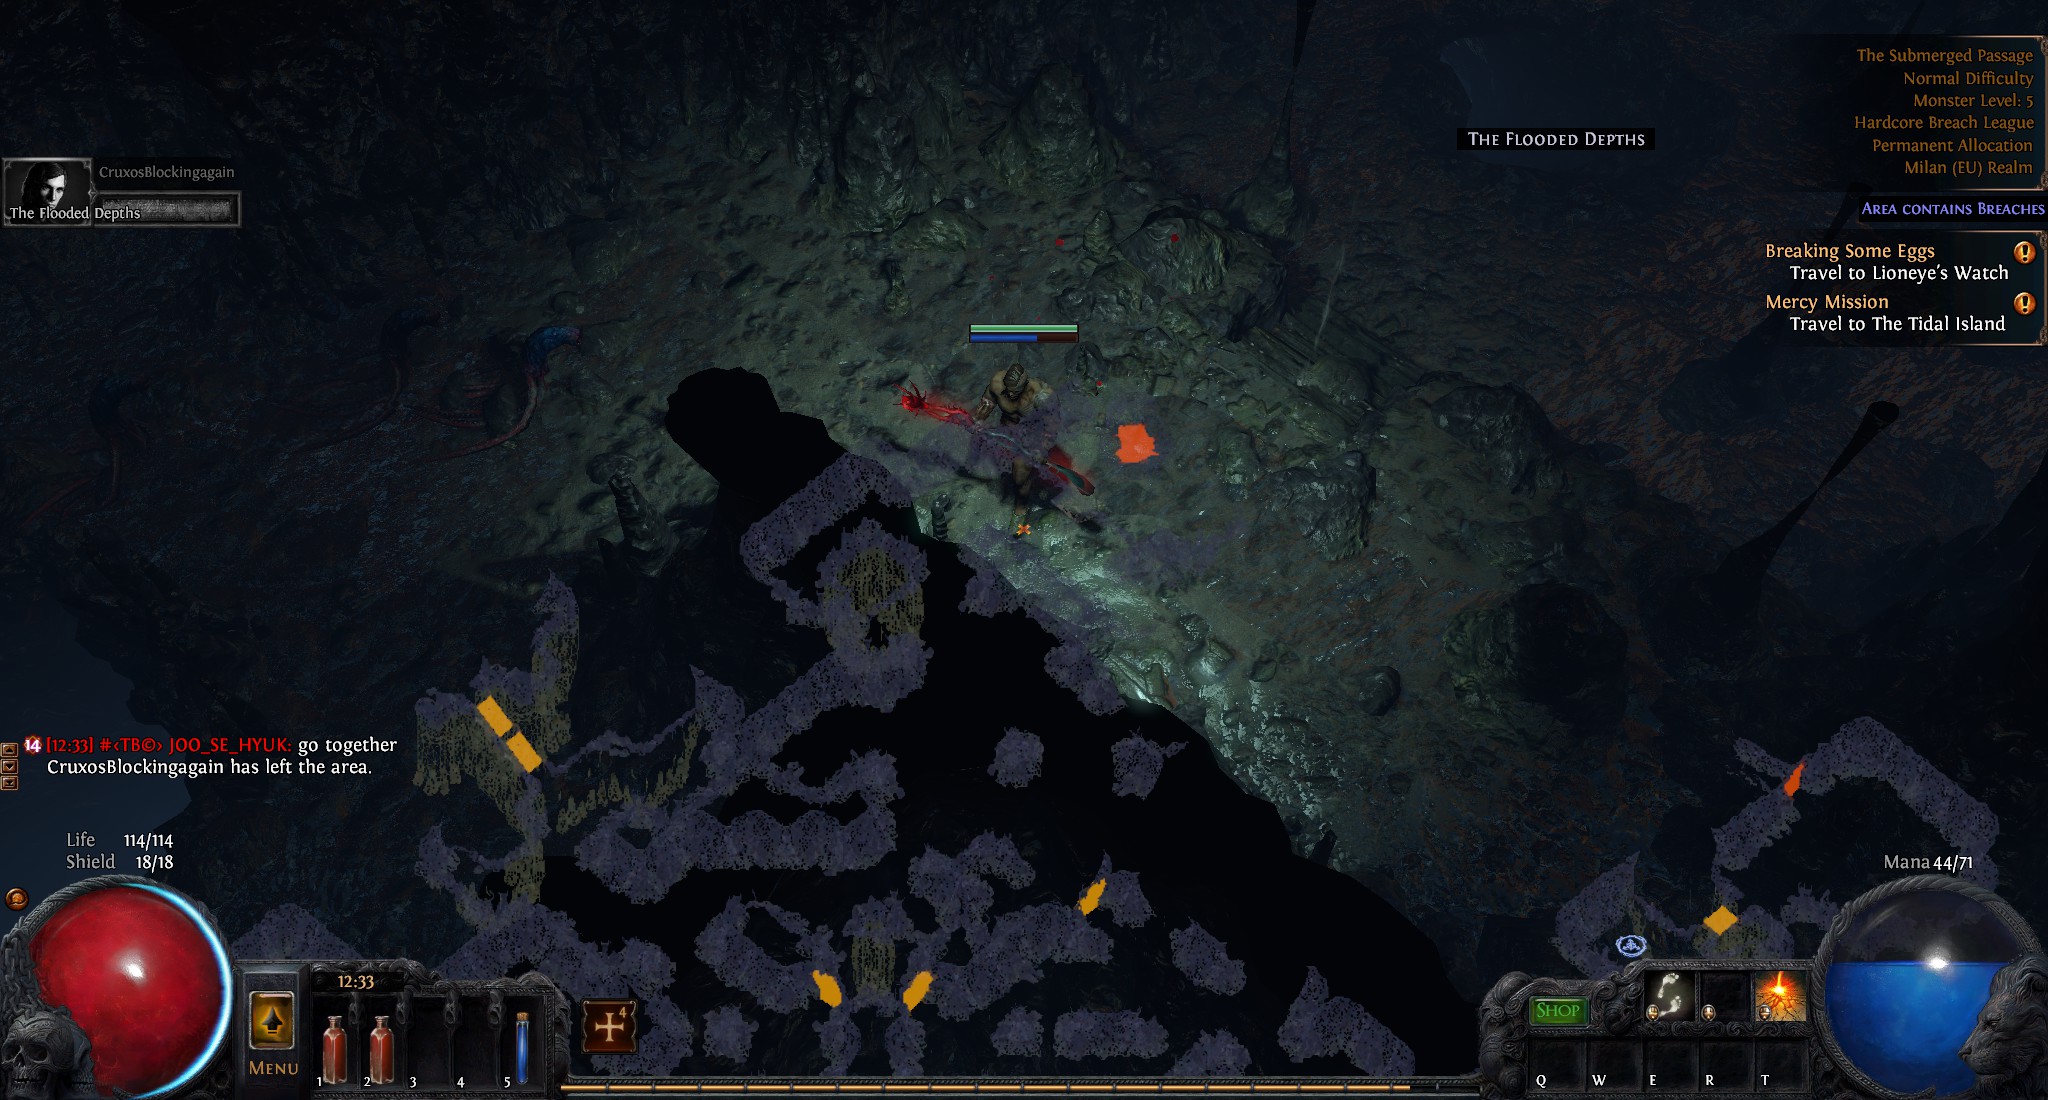 The Submerged Passage
Normal Difficulty
Monster Level: 5
Hardcore Breach League
Permanent Allocation
Milan (EU) Realm
Area contains Breaches
The Flooded Depths
CruxosBlockingagain
The Flooded Depths
Breaking Some Eggs
Travel to Lioneye's Watch
Mercy Mission
Travel to The Tidal Island
14 [12:33] #<TB©> JOO_SE_HYUK: go together
CruxosBlockingagain has left the area.
Life 114/114
Shield 18/18
Mana 44/71
12:33
4
Menu
1 2 3 4 5
Shop
Q W E R T